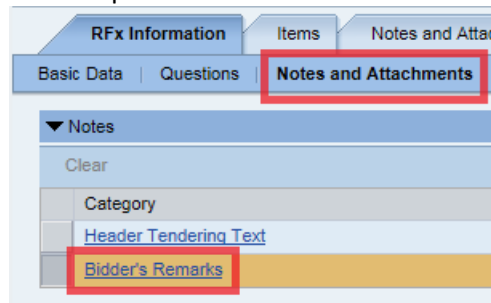 RFx Information Items Notes and Attac
Basic Data | Questions | Notes and Attachments
Notes
Clear
Category
Header Tendering Text
Bidder's Remarks